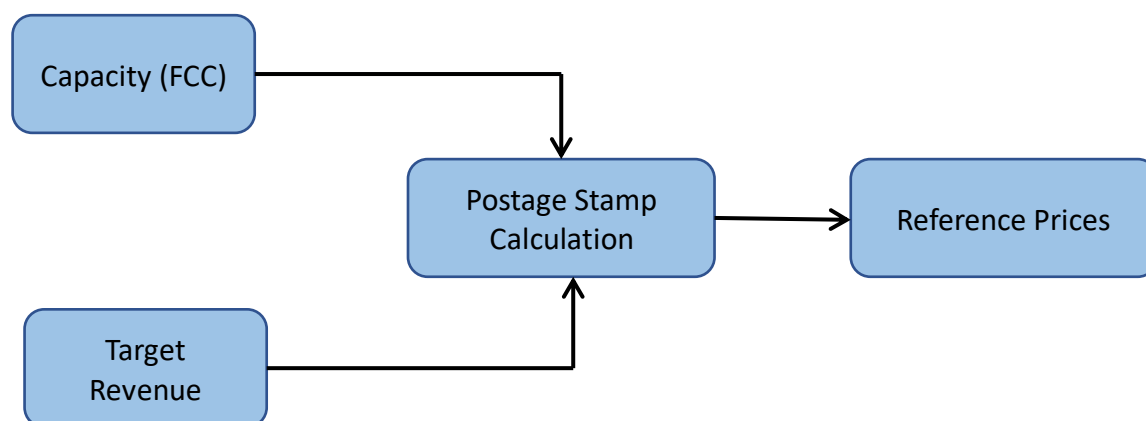 Capacity (FCC)
Postage Stamp
Calculation
Reference Prices
Target
Revenue